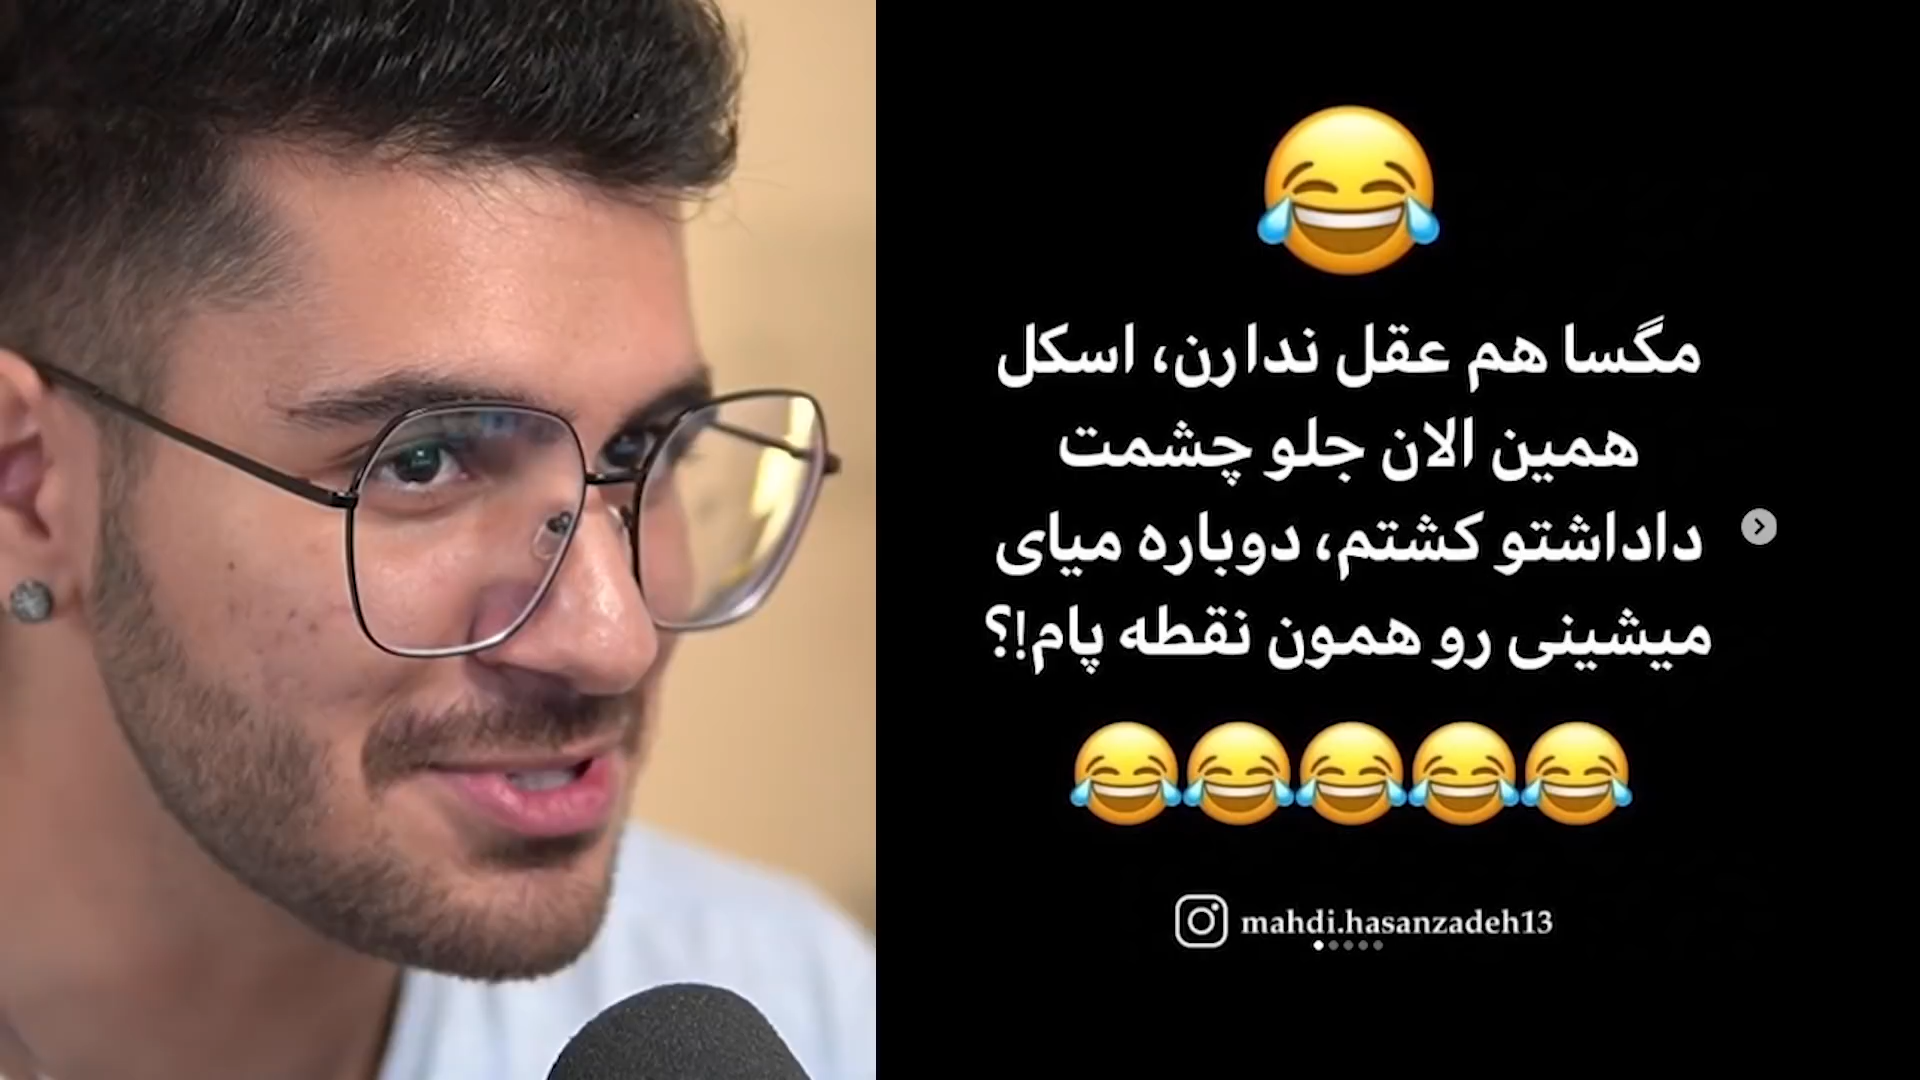 مگسا هم عقل ندارن، اسکل
همین الان جلو چشمت
داداشتو کشتم، دوباره میای
میشینی رو همون نقطه پام!؟
mahdi.hasanzadeh13